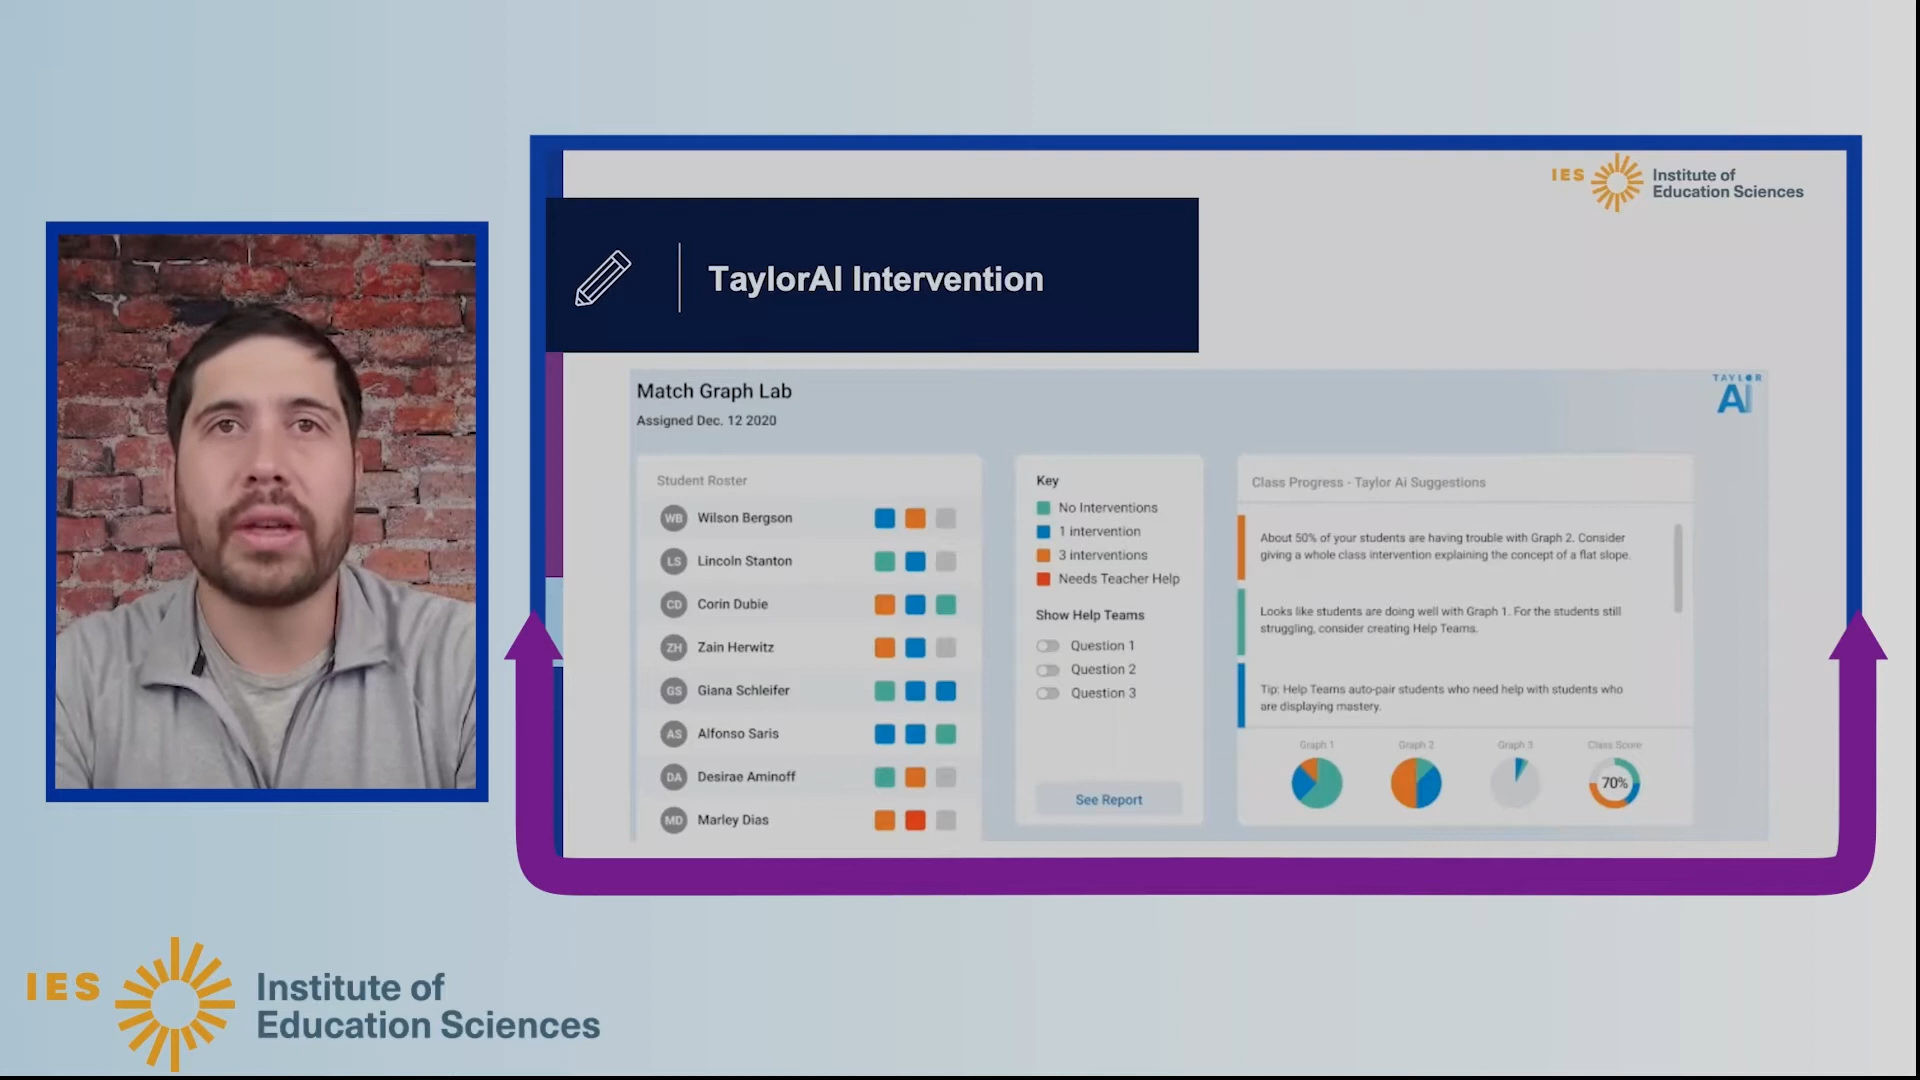 IES
Institute of
Education Sciences
TaylorAI Intervention
Match Graph Lab
Assigned Dec. 12 2020
TAYLOR
AI
Student Roster
WB Wilson Bergson
LS Lincoln Stanton
CD Corin Dubie
ZH Zain Herwitz
GS Giana Schleifer
AS Alfonso Saris
DA Desirae Aminoff
MD Marley Dias
Key
No Interventions
1 intervention
3 interventions
Needs Teacher Help
Show Help Teams
Question 1
Question 2
Question 3
See Report
Class Progress - Taylor Ai Suggestions
About 50% of your students are having trouble with Graph 2. Consider
giving a whole class intervention explaining the concept of a flat slope.
Looks like students are doing well with Graph 1. For the students still
struggling, consider creating Help Teams.
Tip: Help Teams auto-pair students who need help with students who
are displaying mastery.
Graph 1 Graph 2 Graph 3 Class Score
70%
IES
Institute of
Education Sciences